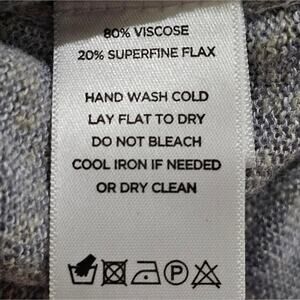 80% VISCOSE
20% SUPERFINE FLAX
HAND WASH COLD
LAY FLAT TO DRY
DO NOT BLEACH
COOL IRON IF NEEDED
OR DRY CLEAN
P